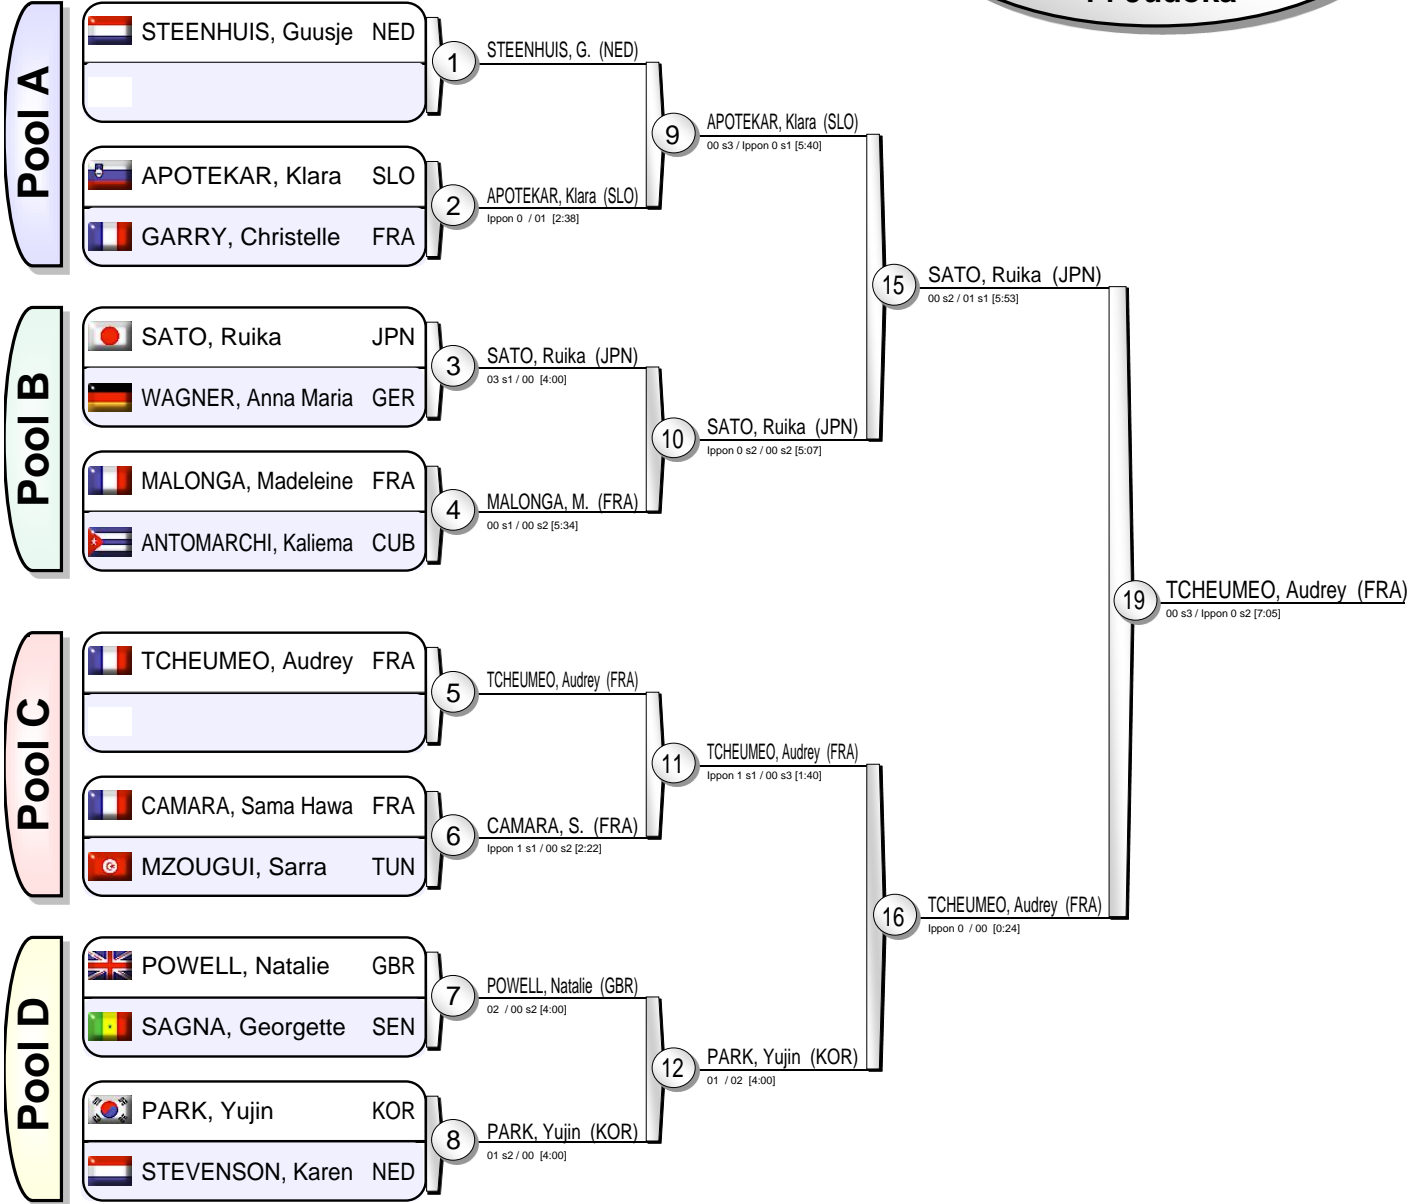 14 Judoka
Pool A
STEENHUIS, Guusje NED
1
STEENHUIS, G. (NED)
APOTEKAR, Klara SLO
GARRY, Christelle FRA
2
APOTEKAR, Klara (SLO)
Ippon 0 / 01 [2:38]
9
APOTEKAR, Klara (SLO)
00 s3 / Ippon 0 s1 [5:40]
Pool B
SATO, Ruika JPN
WAGNER, Anna Maria GER
3
SATO, Ruika (JPN)
03 s1 / 00 [4:00]
MALONGA, Madeleine FRA
ANTOMARCHI, Kaliema CUB
4
MALONGA, M. (FRA)
00 s1 / 00 s2 [5:34]
10
SATO, Ruika (JPN)
Ippon 0 s2 / 00 s2 [5:07]
15
SATO, Ruika (JPN)
00 s2 / 01 s1 [5:53]
Pool C
TCHEUMEO, Audrey FRA
5
TCHEUMEO, Audrey (FRA)
CAMARA, Sama Hawa FRA
MZOUGUI, Sarra TUN
6
CAMARA, S. (FRA)
Ippon 1 s1 / 00 s2 [2:22]
11
TCHEUMEO, Audrey (FRA)
Ippon 1 s1 / 00 s3 [1:40]
Pool D
POWELL, Natalie GBR
SAGNA, Georgette SEN
7
POWELL, Natalie (GBR)
02 / 00 s2 [4:00]
PARK, Yujin KOR
STEVENSON, Karen NED
8
PARK, Yujin (KOR)
01 s2 / 00 [4:00]
12
PARK, Yujin (KOR)
01 / 02 [4:00]
16
TCHEUMEO, Audrey (FRA)
Ippon 0 / 00 [0:24]
19
TCHEUMEO, Audrey (FRA)
00 s3 / Ippon 0 s2 [7:05]